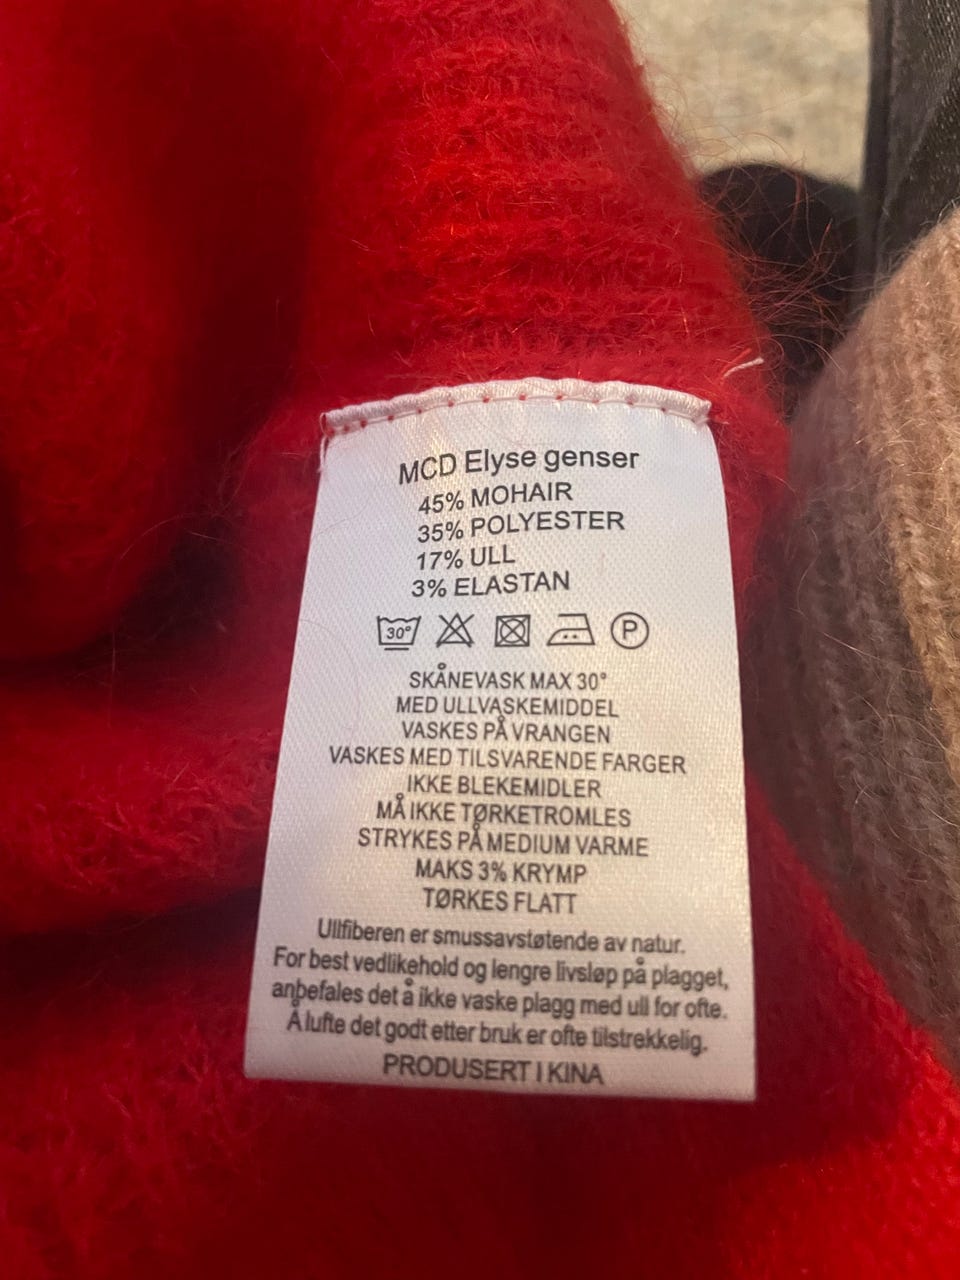 MCD Elyse genser
45% MOHAIR
35% POLYESTER
17% ULL
3% ELASTAN
30° P
SKÅNEVASK MAX 30°
MED ULLVASKEMIDDEL
VASKES PÅ VRANGEN
VASKES MED TILSVARENDE FARGER
IKKE BLEKEMIDLER
MÅ IKKE TØRKETROMLES
STRYKES PÅ MEDIUM VARME
MAKS 3% KRYMP
TØRKES FLATT
Ullfiberen er smussavstøtende av natur.
For best vedlikehold og lengre livsløp på plagget,
anbefales det å ikke vaske plagg med ull for ofte.
Å lufte det godt etter bruk er ofte tilstrekkelig.
PRODUSERT I KINA